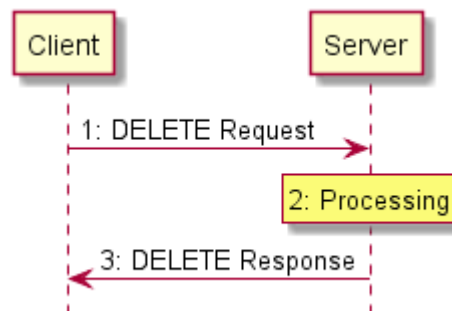 Client
Server
1: DELETE Request
2: Processing
3: DELETE Response